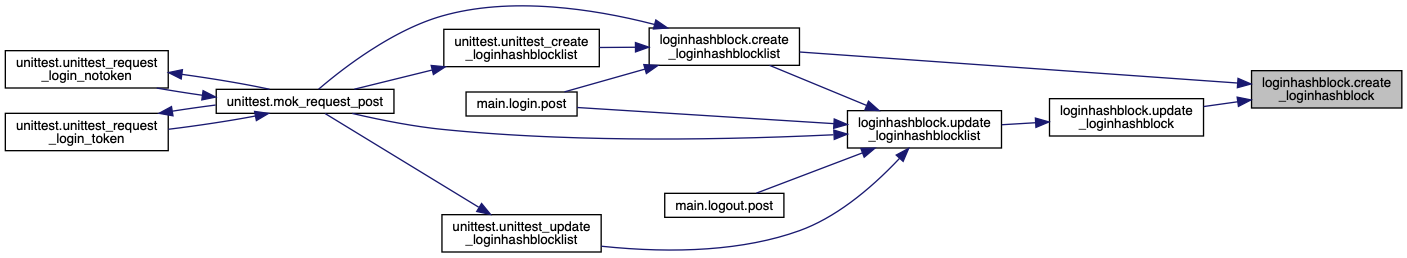 unittest.unittest_request
_login_notoken
unittest.unittest_request
_login_token
unittest.mok_request_post
unittest.unittest_create
_loginhashblocklist
main.login.post
unittest.unittest_update
_loginhashblocklist
loginhashblock.create
_loginhashblocklist
main.logout.post
loginhashblock.update
_loginhashblocklist
loginhashblock.update
_loginhashblock
loginhashblock.create
_loginhashblock